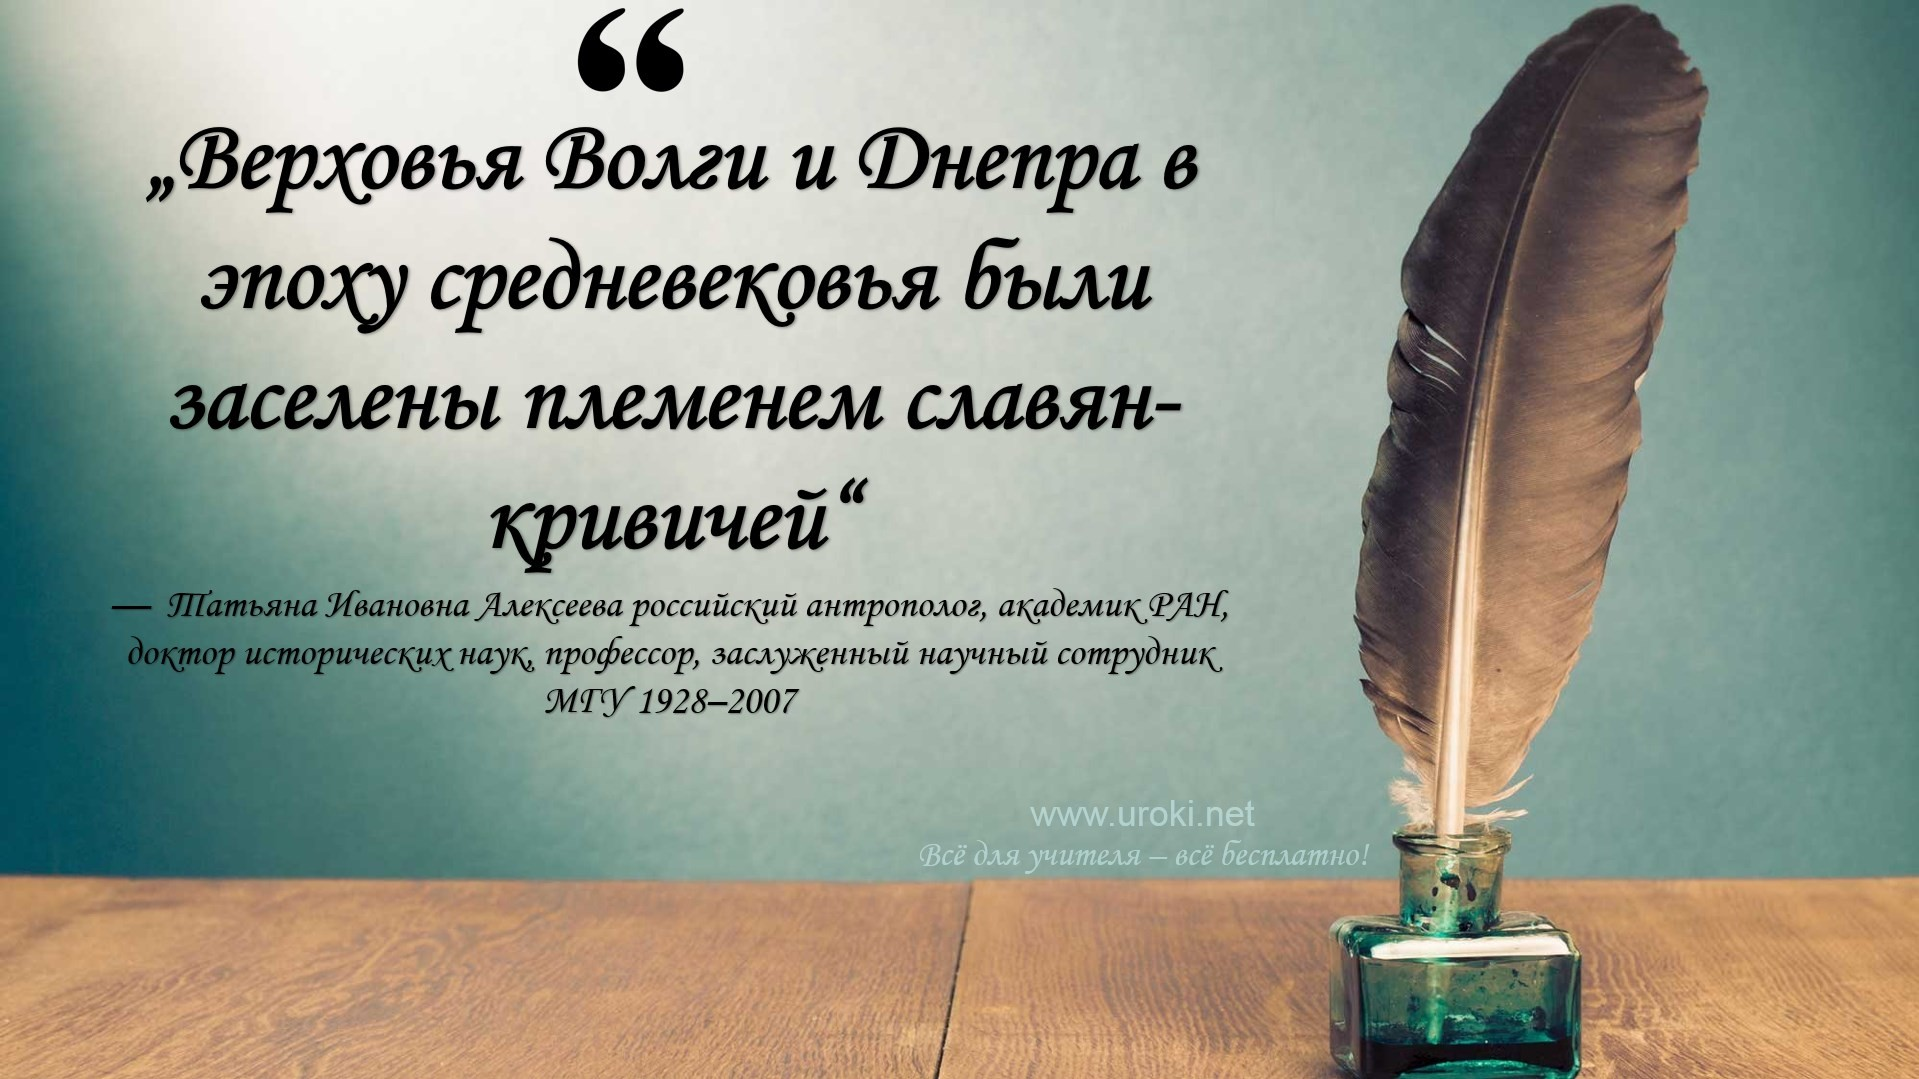 “
„Верховья Волги и Днепра в
эпоху средневековья были
заселены племенем славян-
кривичей“
— Татьяна Ивановна Алексеева российский антрополог, академик РАН,
доктор исторических наук, профессор, заслуженный научный сотрудник
МГУ 1928–2007
www.uroki.net
Всё для учителя – всё бесплатно!